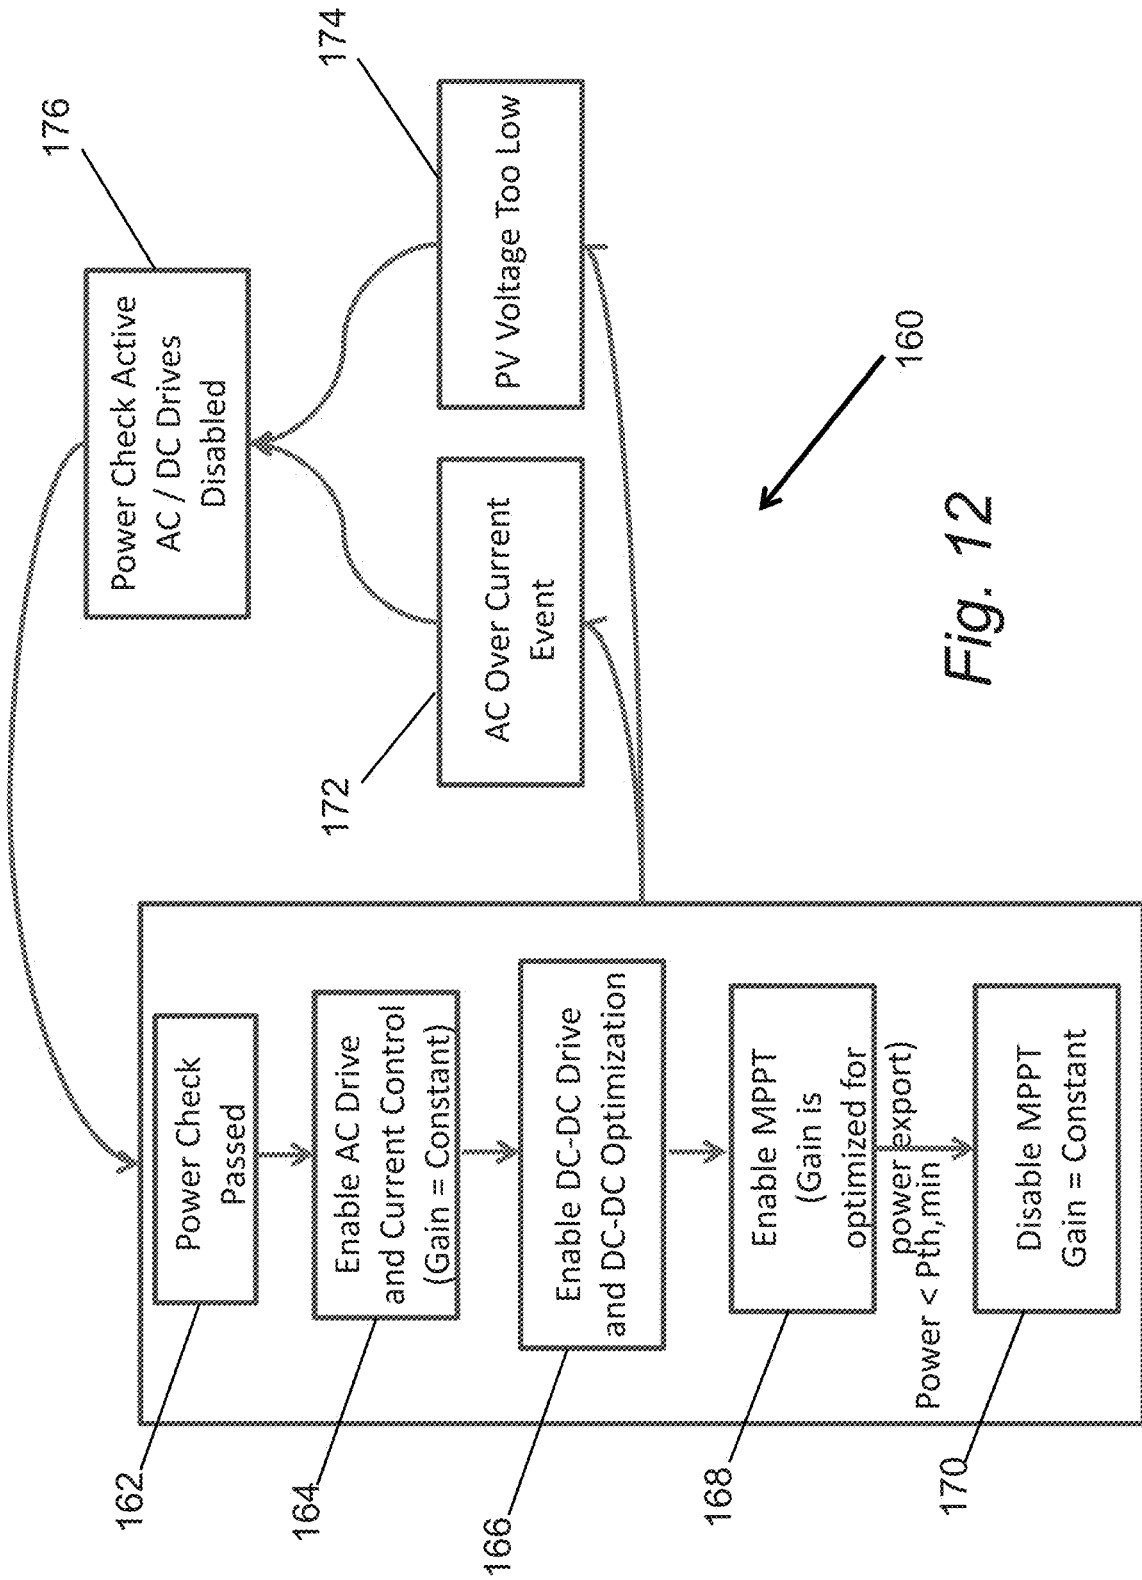 162
Power Check
Passed
164
Enable AC Drive
and Current Control
(Gain = Constant)
166
Enable DC-DC Drive
and DC-DC Optimization
168
Enable MPPT
(Gain is
optimized for
power export)
Power < Pth,min
170
Disable MPPT
Gain = Constant
176
Power Check Active
AC / DC Drives
Disabled
172
AC Over Current
Event
174
PV Voltage Too Low
160
Fig. 12